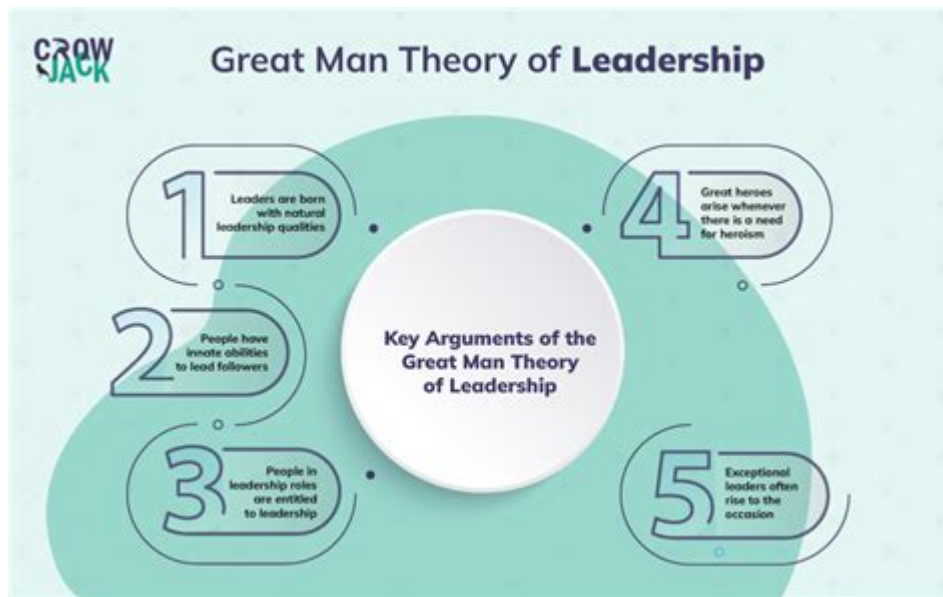 CROW
JACK
Great Man Theory of Leadership
1
Leaders are born
with natural
leadership qualities
2
People have
innate abilities
to lead followers
3
People in
leadership roles
are entitled
to leadership
Key Arguments of the
Great Man Theory
of Leadership
4
Great heroes
arise whenever
there is a need
for heroism
5
Exceptional
leaders often
rise to the
occasion